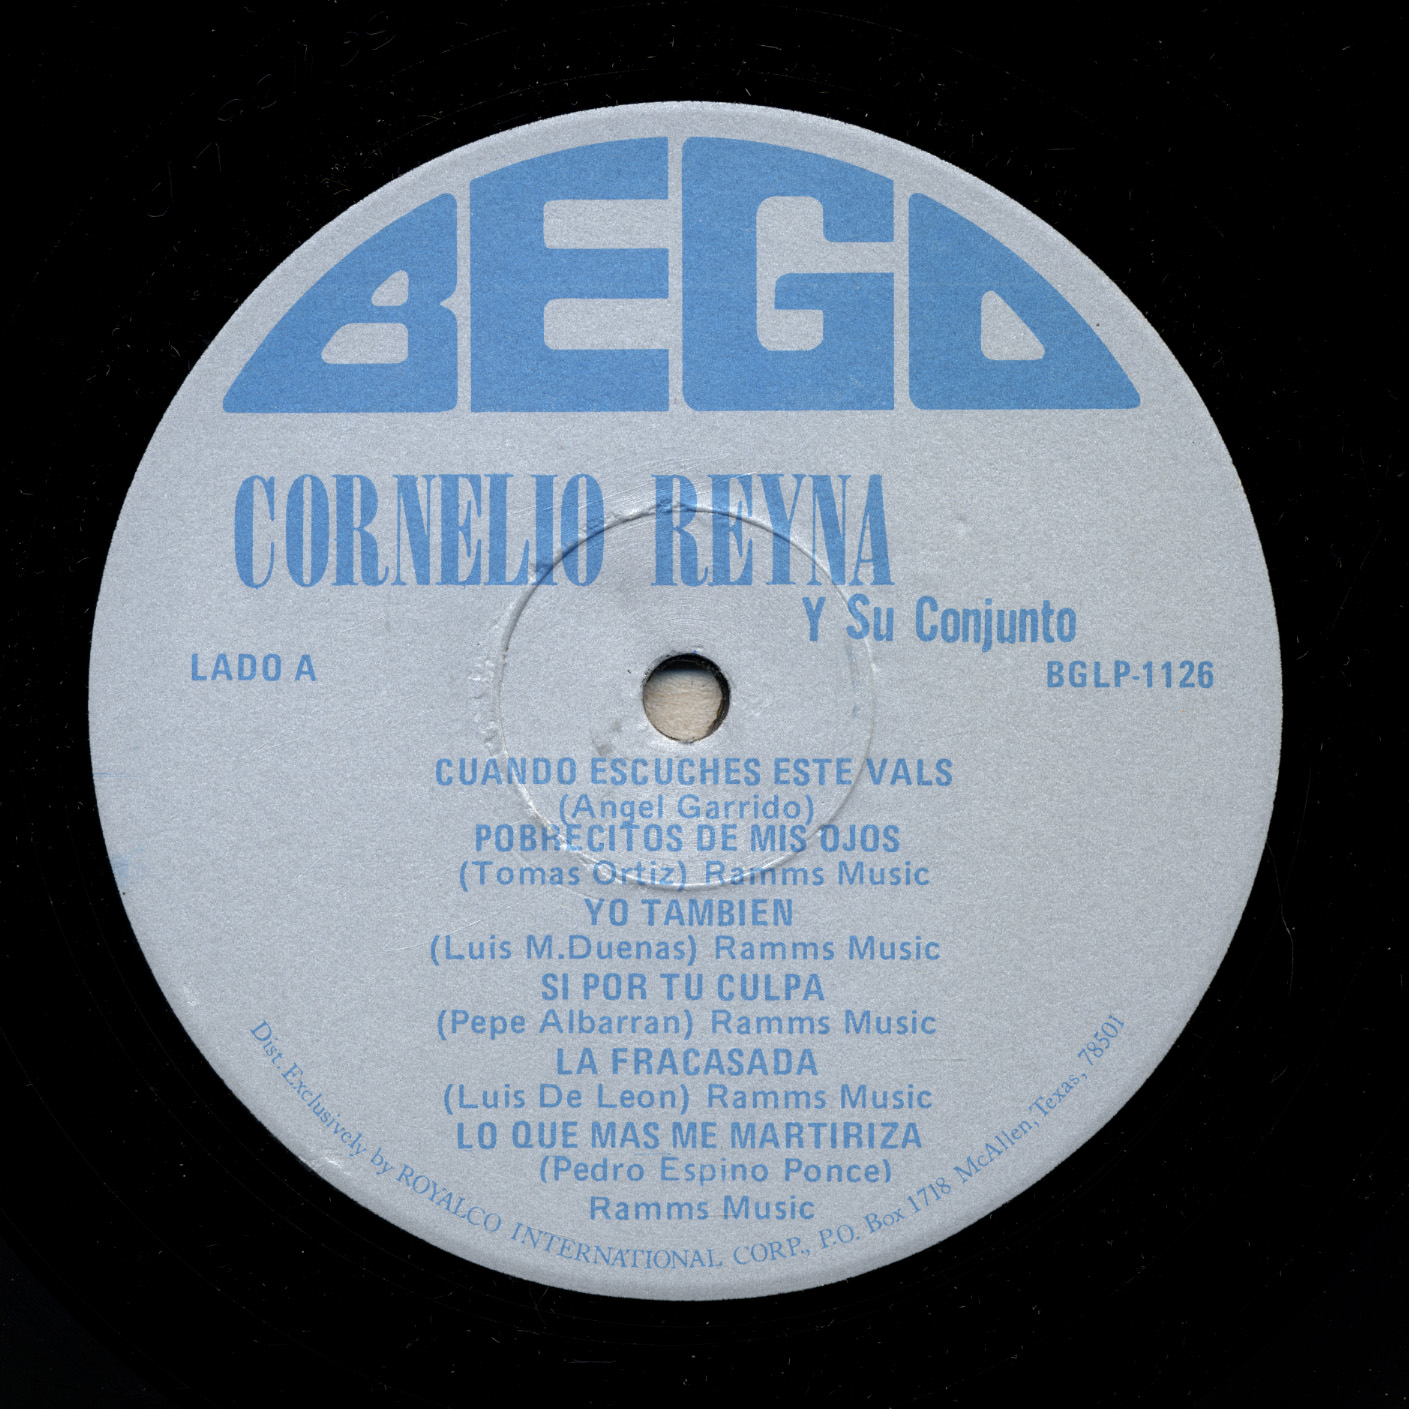 BEGO
CORNELIO REYNA
Y Su Conjunto
LADO A
BGLP-1126
CUANDO ESCUCHES ESTE VALS
(Angel Garrido)
POBRECITOS DE MIS OJOS
(Tomas Ortiz) Ramms Music
YO TAMBIEN
(Luis M.Duenas) Ramms Music
SI POR TU CULPA
(Pepe Albarran) Ramms Music
LA FRACASADA
(Luis De Leon) Ramms Music
LO QUE MAS ME MARTIRIZA
(Pedro Espino Ponce)
Ramms Music
Dist. Exclusively by ROYALCO INTERNATIONAL CORP., P.O. Box 1718 McAllen, Texas, 78501